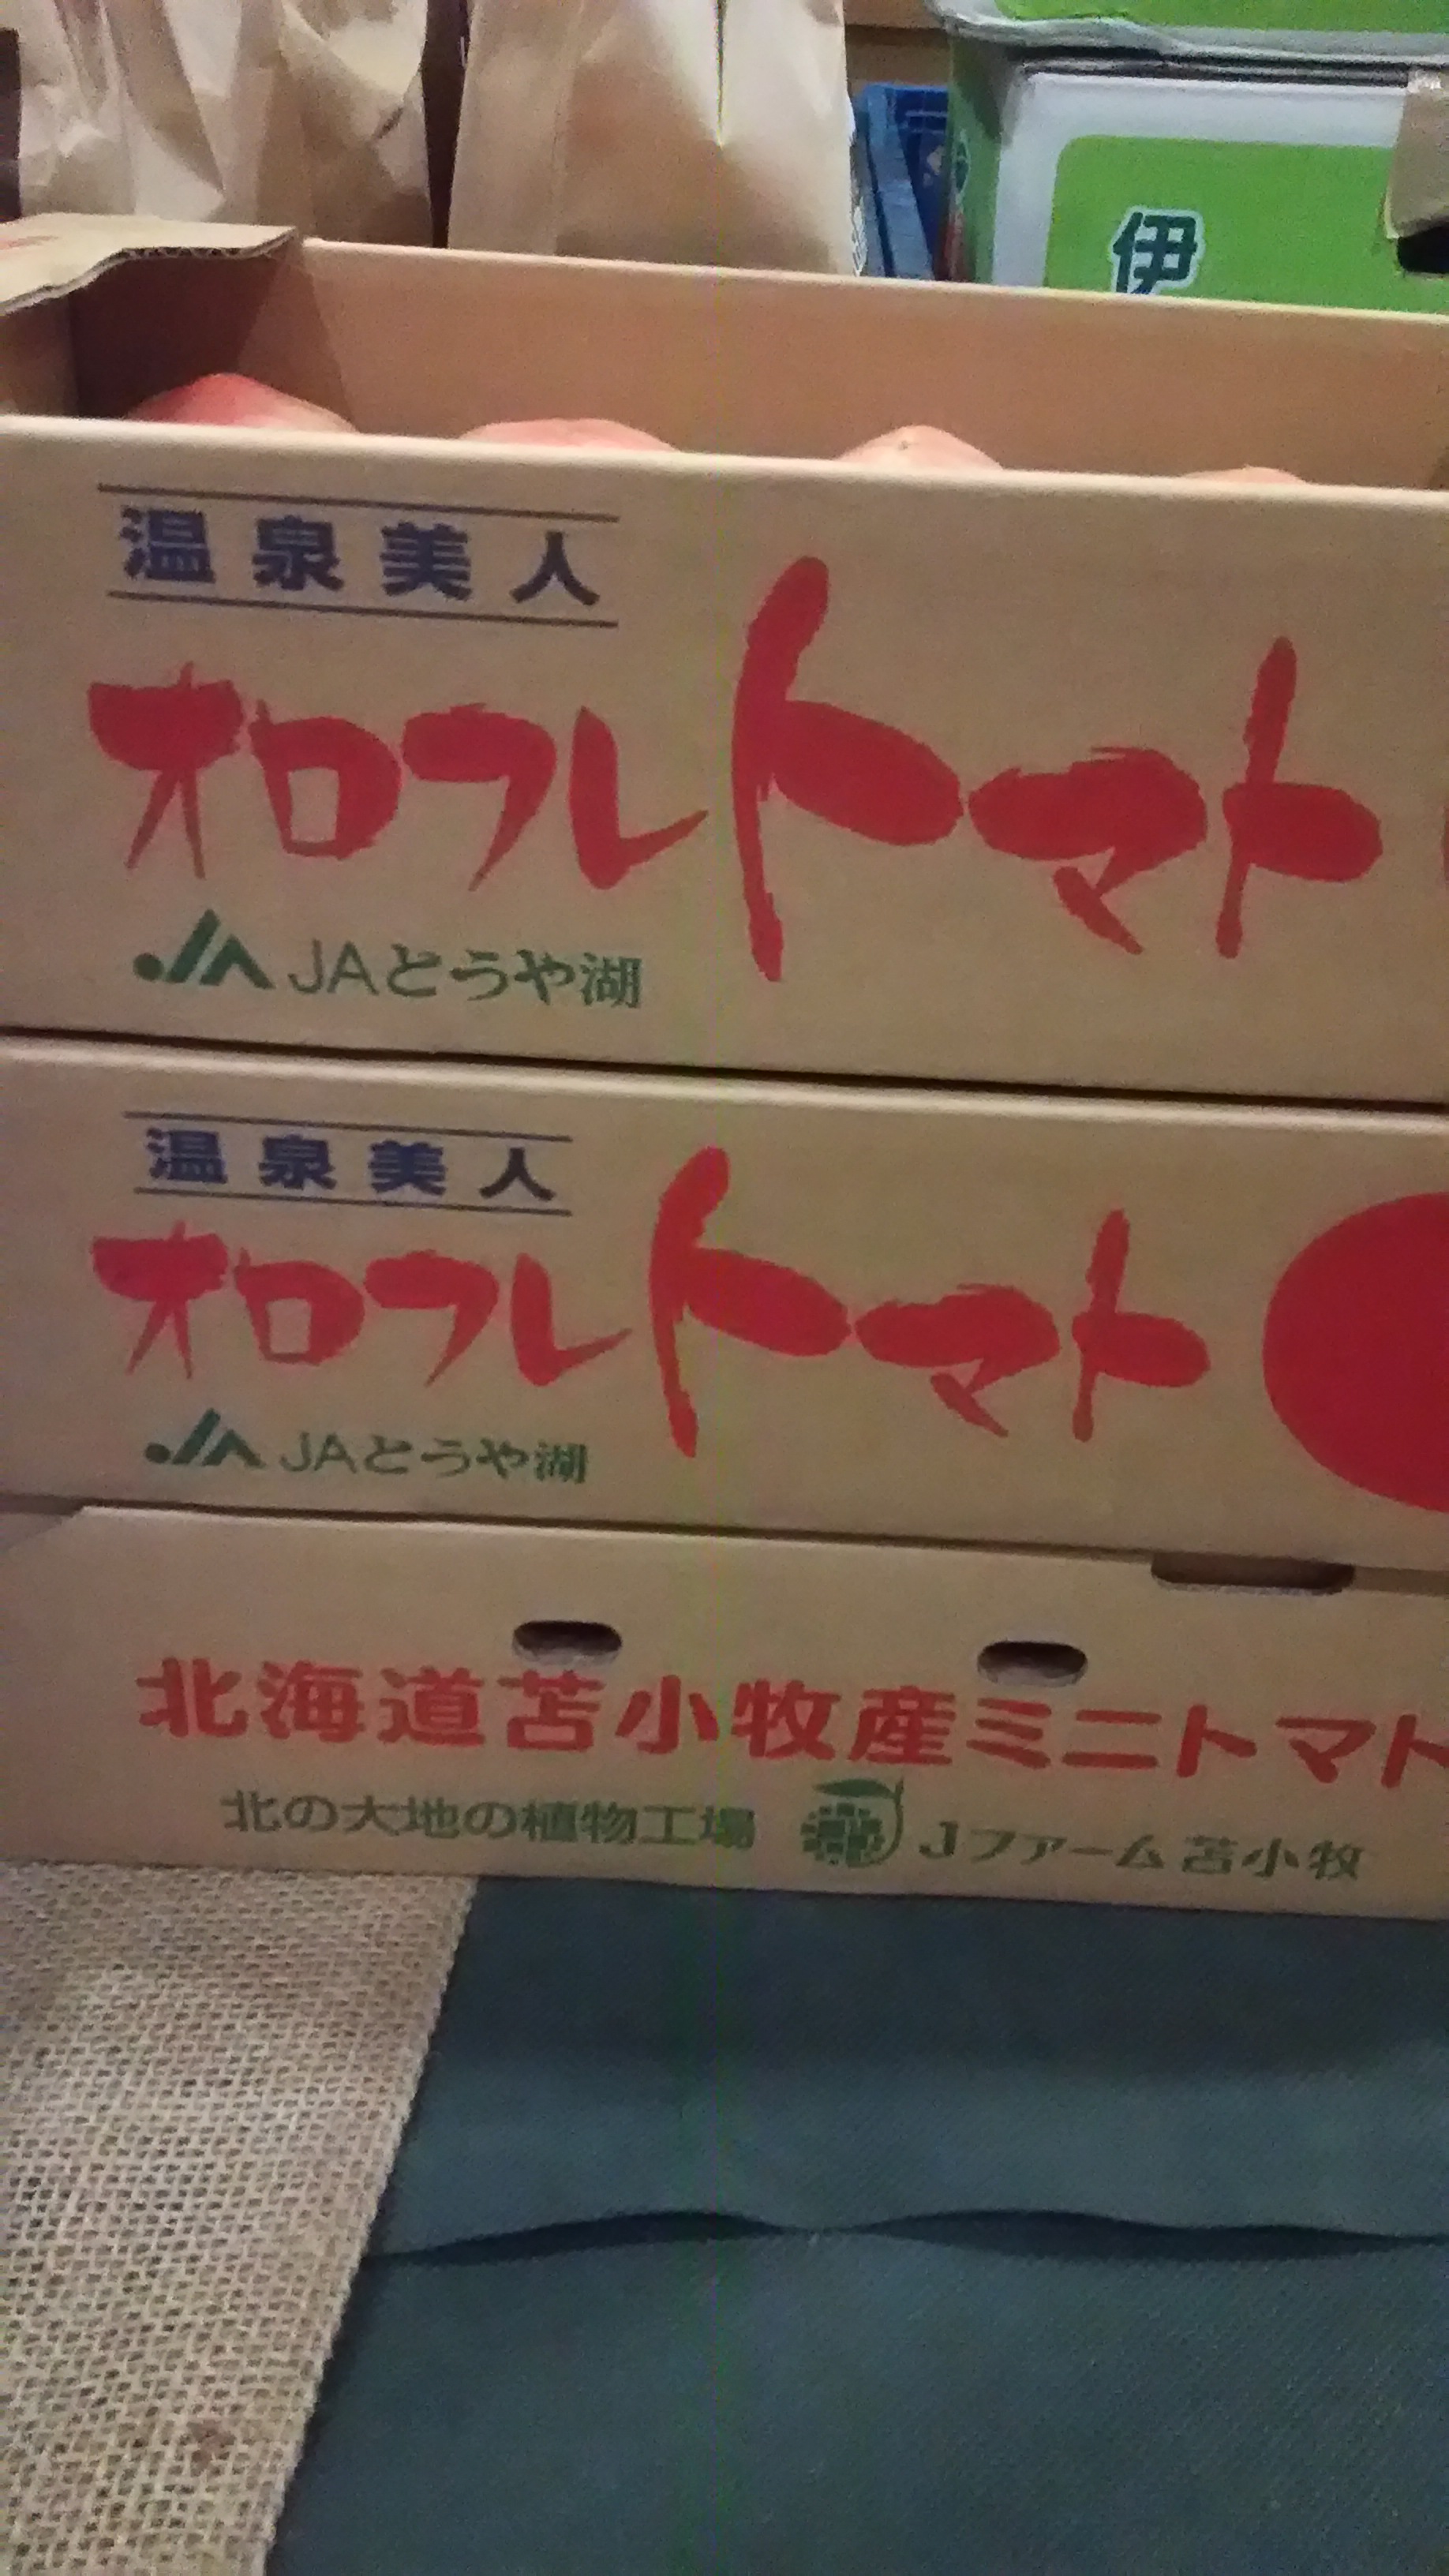 伊
温泉美人
オロフレトマト
JA JAとうや湖
温泉美人
オロフレトマト
JA JAとうや湖
北海道苫小牧産ミニトマト
北の大地の植物工場 Jファーム 苫小牧